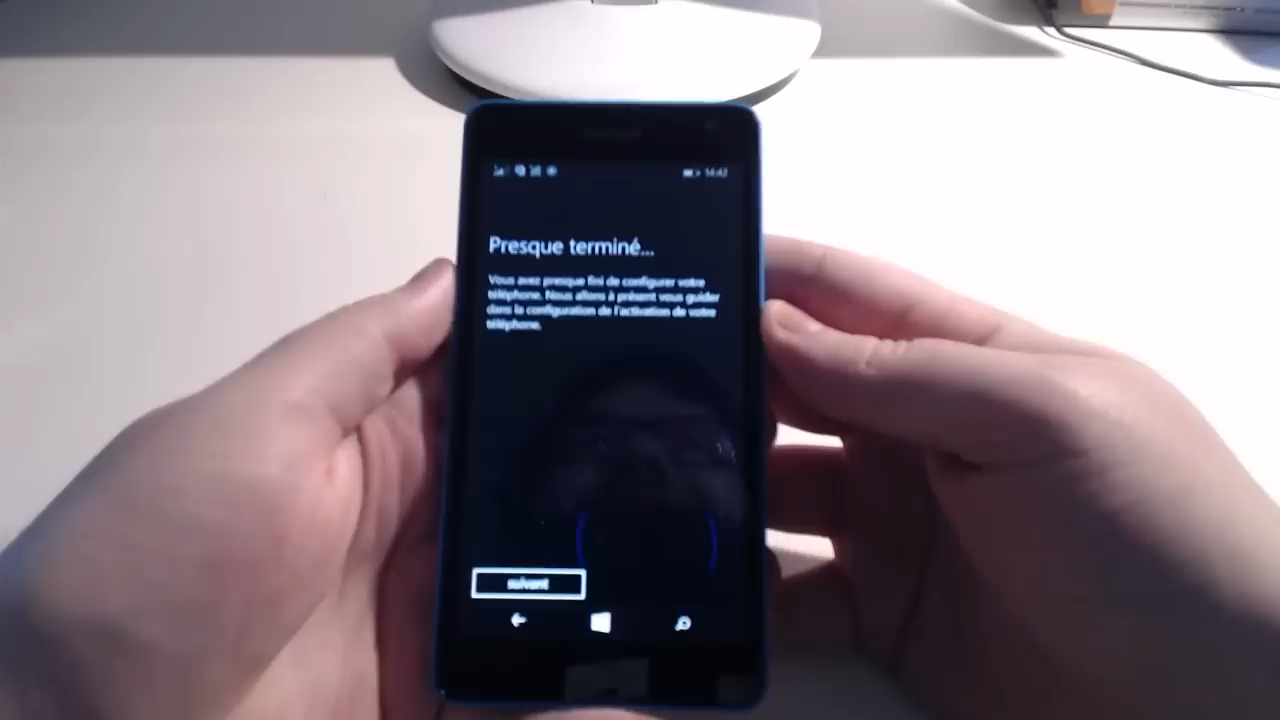 14:42
Presque terminé...
Vous avez presque fini de configurer votre
téléphone. Nous allons à présent vous guider
dans la configuration de l'activation de votre
téléphone.
suivant